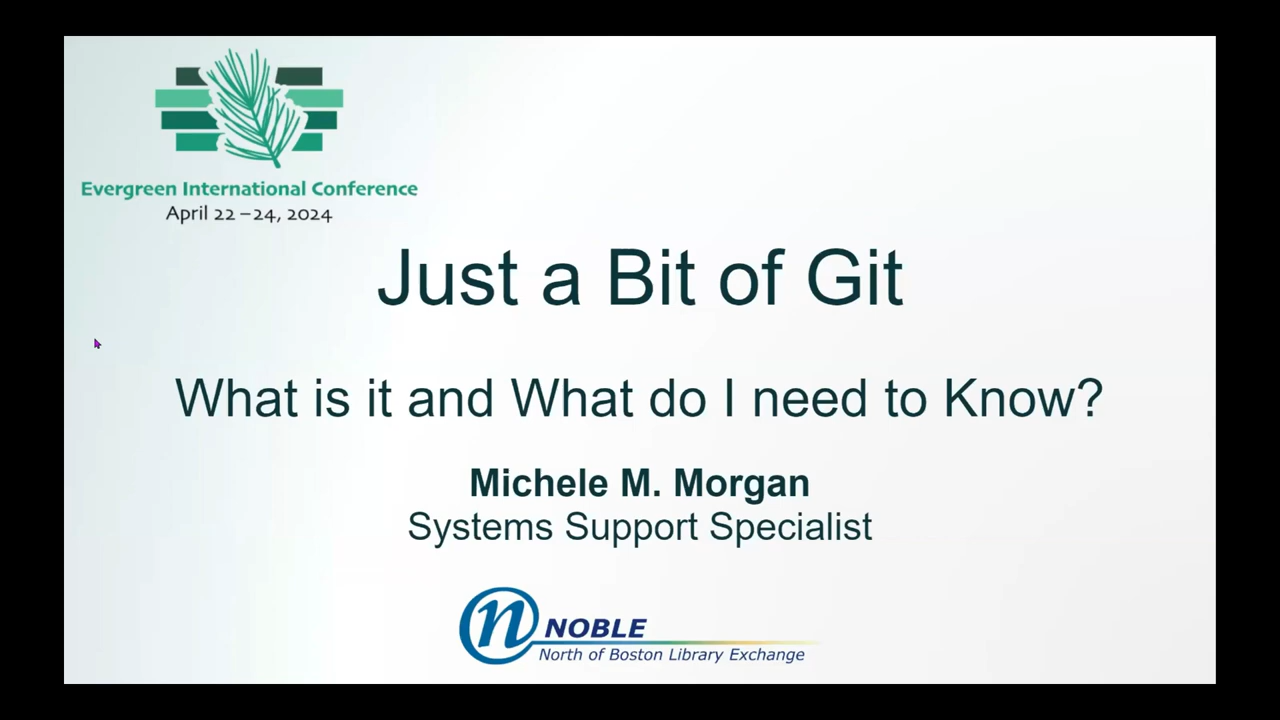 Evergreen International Conference
April 22 – 24, 2024
Just a Bit of Git
What is it and What do I need to Know?
Michele M. Morgan
Systems Support Specialist
n NOBLE
North of Boston Library Exchange